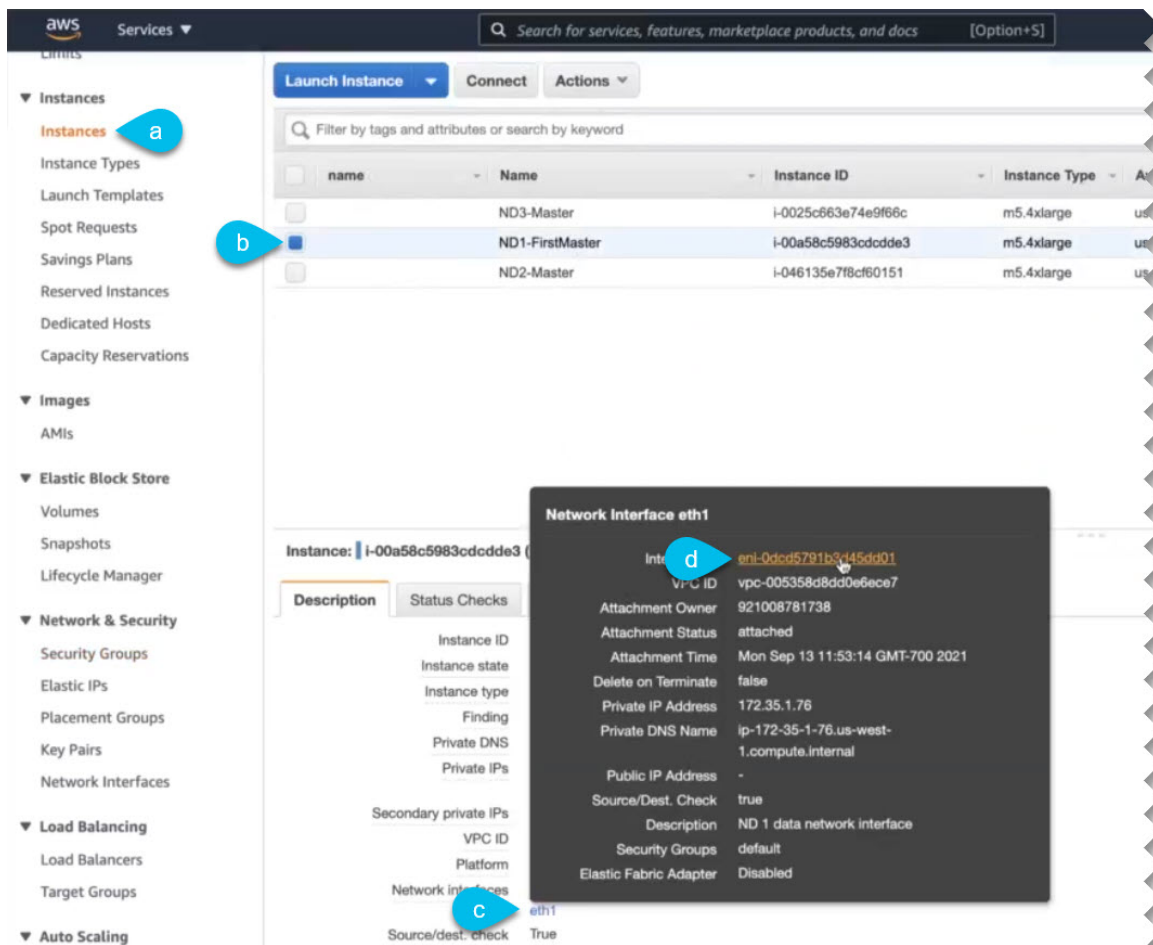 aws
Services ▼
Search for services, features, marketplace products, and docs [Option+S]
Limits
▼ Instances
Instances
a
Instance Types
Launch Templates
Spot Requests
Savings Plans
Reserved Instances
Dedicated Hosts
Capacity Reservations
▼ Images
AMIs
▼ Elastic Block Store
Volumes
Snapshots
Lifecycle Manager
▼ Network & Security
Security Groups
Elastic IPs
Placement Groups
Key Pairs
Network Interfaces
▼ Load Balancing
Load Balancers
Target Groups
▼ Auto Scaling
Launch Instance
Connect
Actions
Filter by tags and attributes or search by keyword
name Name Instance ID Instance Type
ND3-Master i-0025c663e74e9f66c m5.4xlarge us
b
ND1-FirstMaster i-00a58c5983cdcdde3 m5.4xlarge us
ND2-Master i-046135e7f8cf60151 m5.4xlarge us
Instance: i-00a58c5983cdcdde3 (
Description
Status Checks
Instance ID
Instance state
Instance type
Finding
Private DNS
Private IPs
Secondary private IPs
VPC ID
Platform
Network interfaces
c
eth1
Source/dest. check True
Network Interface eth1
d
eni-0dcd5791b3d45dd01
VPC ID vpc-005358d8dd0e6ece7
Attachment Owner 921008781738
Attachment Status attached
Attachment Time Mon Sep 13 11:53:14 GMT-700 2021
Delete on Terminate false
Private IP Address 172.35.1.76
Private DNS Name ip-172-35-1-76.us-west-
1.compute.internal
Public IP Address -
Source/Dest. Check true
Description ND 1 data network interface
Security Groups default
Elastic Fabric Adapter Disabled